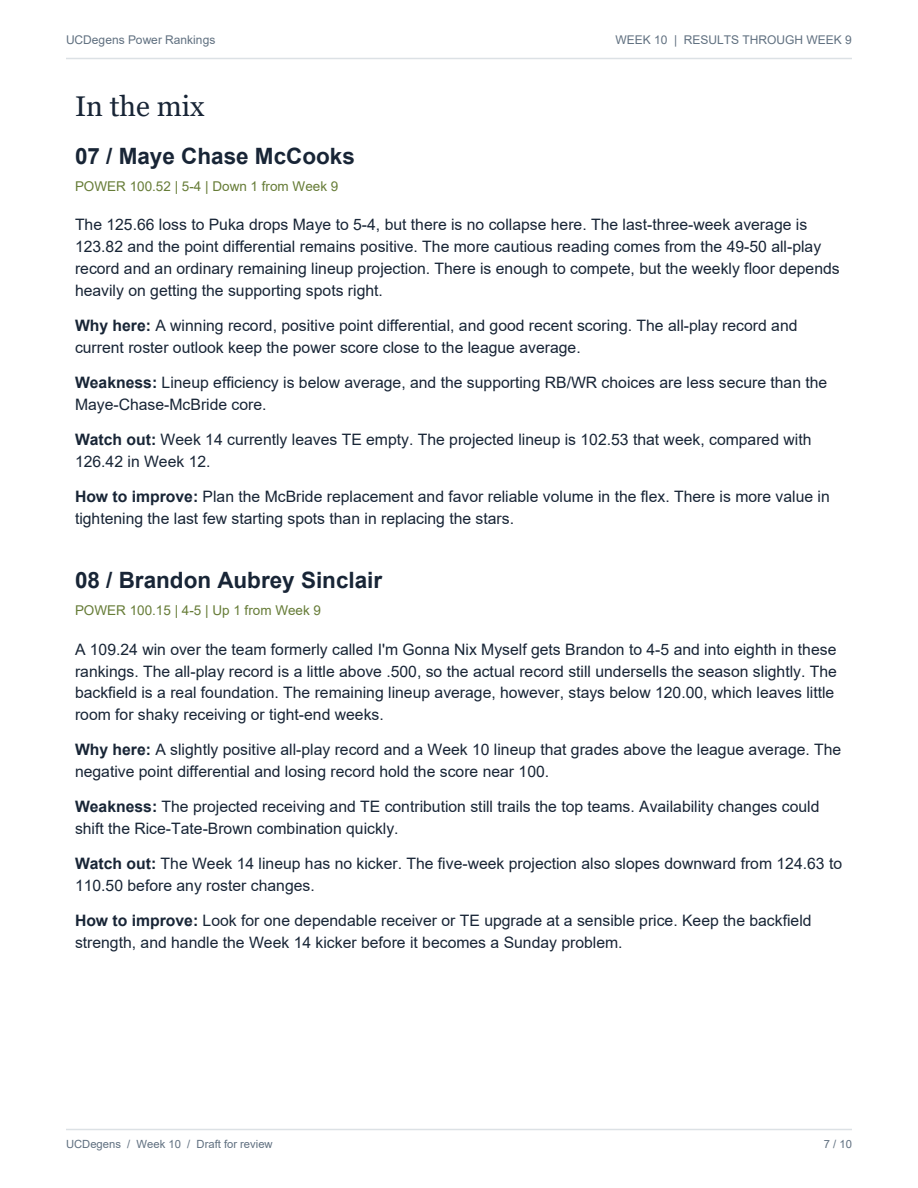 UCDegens Power Rankings
WEEK 10 | RESULTS THROUGH WEEK 9
In the mix
07 / Maye Chase McCooks
POWER 100.52 | 5-4 | Down 1 from Week 9
The 125.66 loss to Puka drops Maye to 5-4, but there is no collapse here. The last-three-week average is
123.82 and the point differential remains positive. The more cautious reading comes from the 49-50 all-play
record and an ordinary remaining lineup projection. There is enough to compete, but the weekly floor depends
heavily on getting the supporting spots right.
Why here: A winning record, positive point differential, and good recent scoring. The all-play record and
current roster outlook keep the power score close to the league average.
Weakness: Lineup efficiency is below average, and the supporting RB/WR choices are less secure than the
Maye-Chase-McBride core.
Watch out: Week 14 currently leaves TE empty. The projected lineup is 102.53 that week, compared with
126.42 in Week 12.
How to improve: Plan the McBride replacement and favor reliable volume in the flex. There is more value in
tightening the last few starting spots than in replacing the stars.
08 / Brandon Aubrey Sinclair
POWER 100.15 | 4-5 | Up 1 from Week 9
A 109.24 win over the team formerly called I'm Gonna Nix Myself gets Brandon to 4-5 and into eighth in these
rankings. The all-play record is a little above .500, so the actual record still undersells the season slightly. The
backfield is a real foundation. The remaining lineup average, however, stays below 120.00, which leaves little
room for shaky receiving or tight-end weeks.
Why here: A slightly positive all-play record and a Week 10 lineup that grades above the league average. The
negative point differential and losing record hold the score near 100.
Weakness: The projected receiving and TE contribution still trails the top teams. Availability changes could
shift the Rice-Tate-Brown combination quickly.
Watch out: The Week 14 lineup has no kicker. The five-week projection also slopes downward from 124.63 to
110.50 before any roster changes.
How to improve: Look for one dependable receiver or TE upgrade at a sensible price. Keep the backfield
strength, and handle the Week 14 kicker before it becomes a Sunday problem.
UCDegens / Week 10 / Draft for review
7 / 10